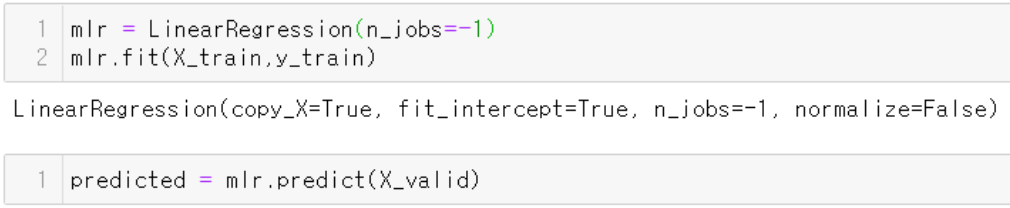 1 mlr = LinearRegression(n_jobs=-1)
2 mlr.fit(X_train,y_train)
LinearRegression(copy_X=True, fit_intercept=True, n_jobs=-1, normalize=False)
1 predicted = mlr.predict(X_valid)